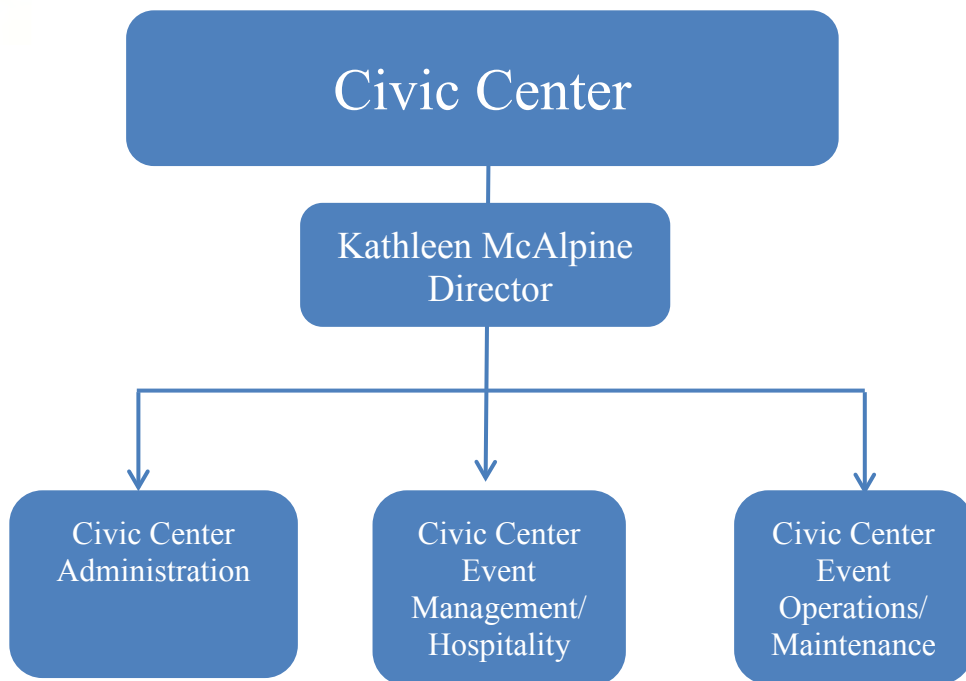 Civic Center
Kathleen McAlpine
Director
Civic Center
Administration
Civic Center
Event
Management/
Hospitality
Civic Center
Event
Operations/
Maintenance